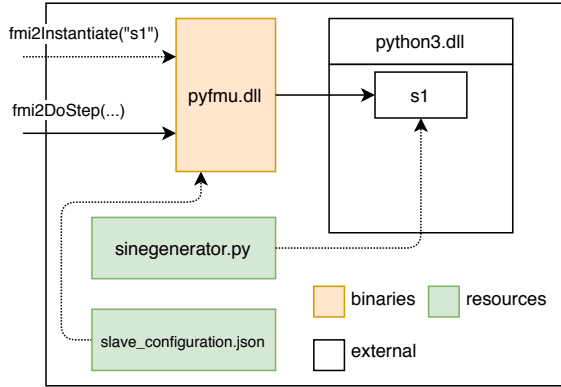 fmi2Instantiate("s1")
python3.dll
s1
pyfmu.dll
fmi2DoStep(...)
sinegenerator.py
slave_configuration.json
binaries
resources
external